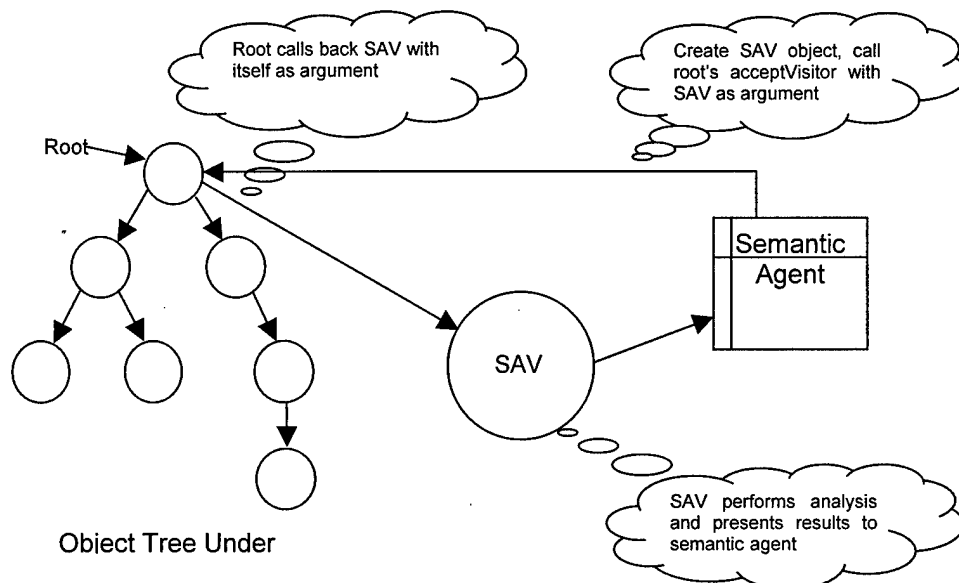 Root calls back SAV with
itself as argument
Create SAV object, call
root's acceptVisitor with
SAV as argument
Root
Semantic
Agent
SAV
SAV performs analysis
and presents results to
semantic agent
Object Tree Under